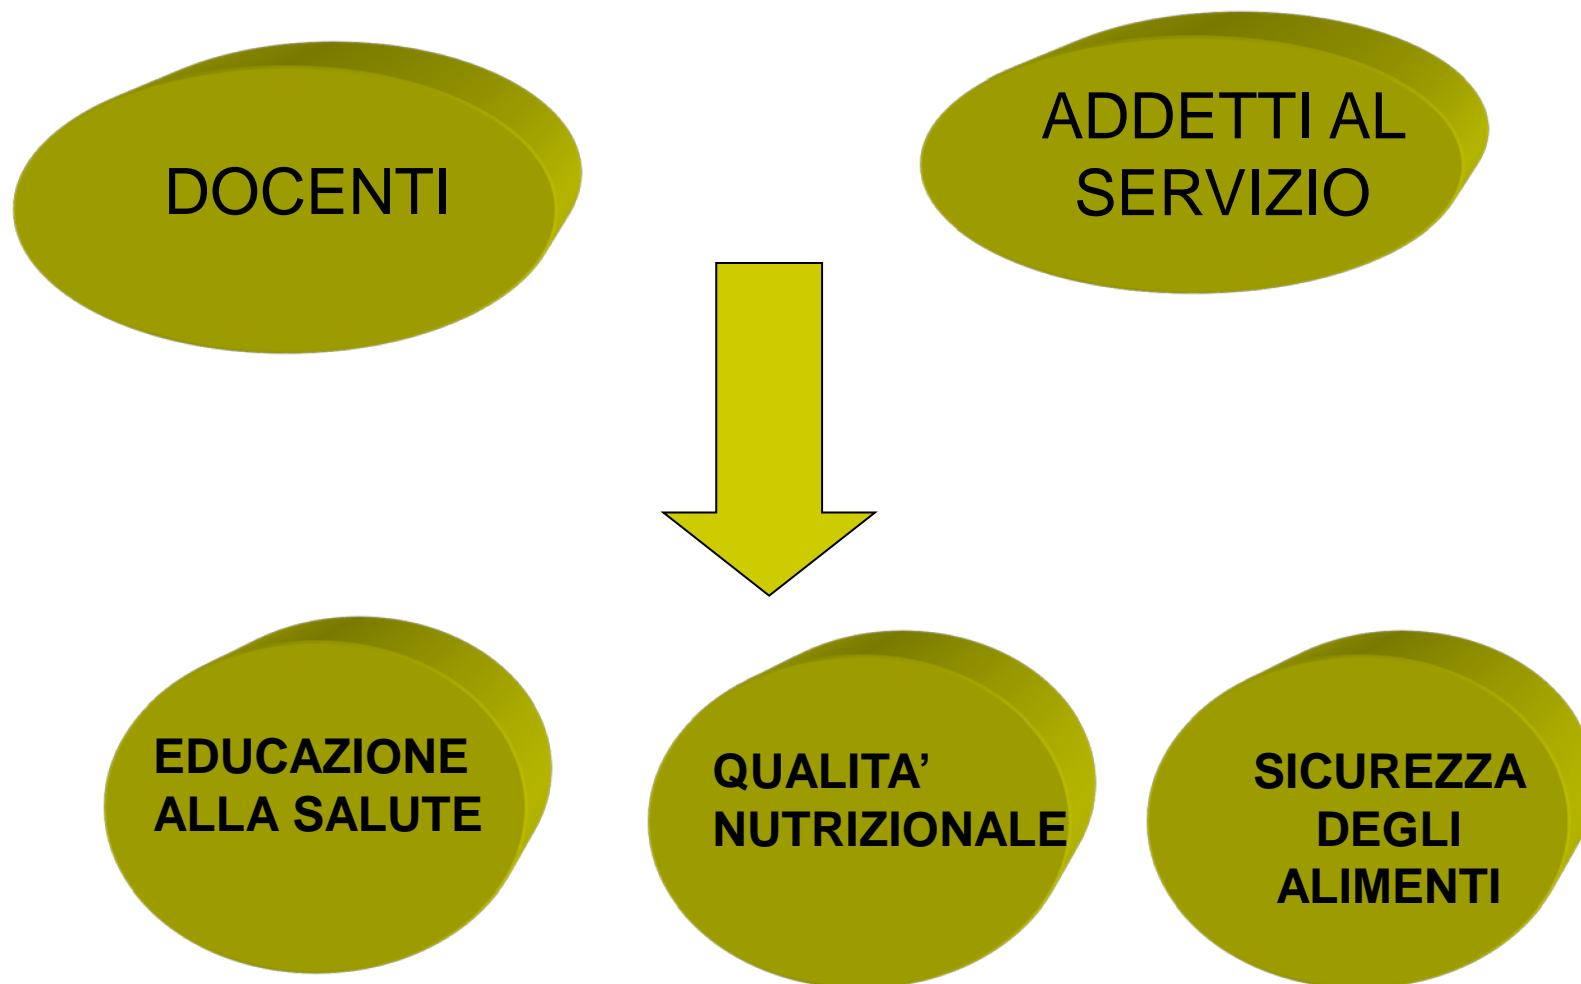 DOCENTI
ADDETTI AL
SERVIZIO
EDUCAZIONE
ALLA SALUTE
QUALITA’
NUTRIZIONALE
SICUREZZA
DEGLI
ALIMENTI